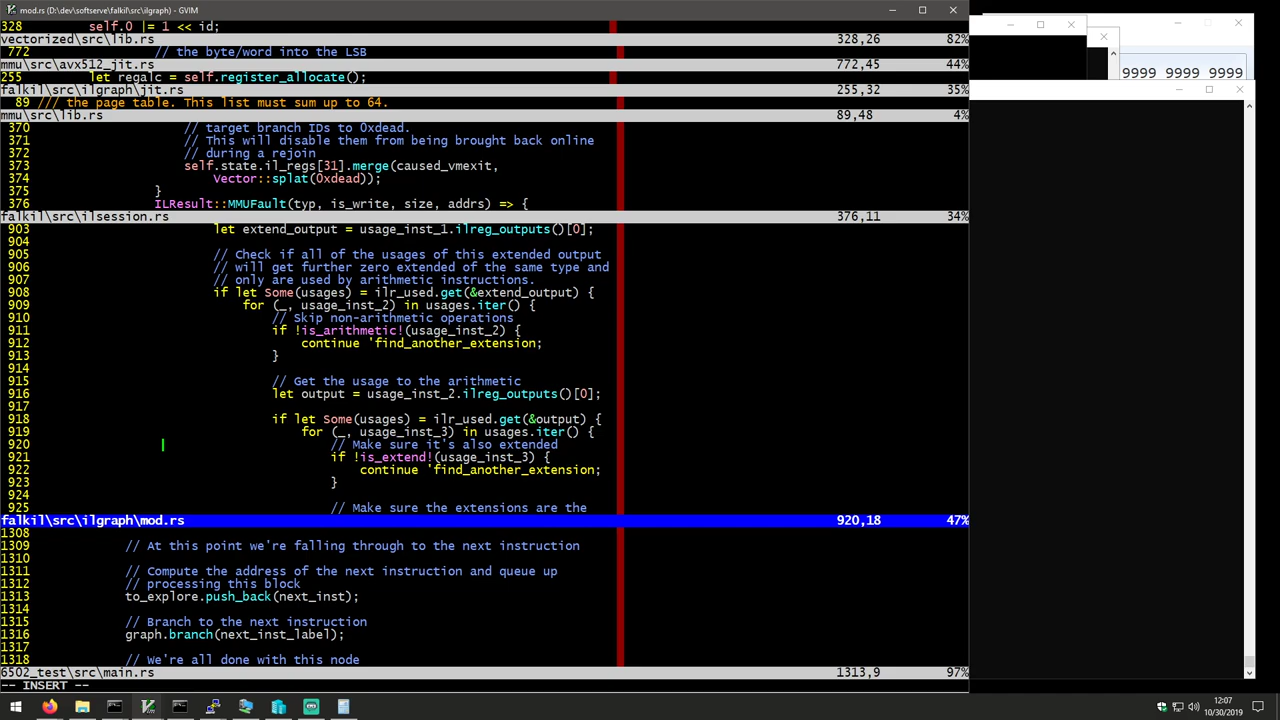 mod.rs (D:\dev\softserve\falkil\src\ilgraph) - GVIM
328 self.0 |= 1 << id;
vectorized\src\lib.rs 328,26 82%
772 // the byte/word into the LSB
mmu\src\avx512_jit.rs 772,45 44%
255 let regalc = self.register_allocate();
falkil\src\ilgraph\jit.rs 255,32 35%
89 /// the page table. This list must sum up to 64.
mmu\src\lib.rs 89,48 4%
370 // target branch IDs to 0xdead.
371 // This will disable them from being brought back online
372 // during a rejoin
373 self.state.il_regs[31].merge(caused_vmexit,
374 Vector::splat(0xdead));
375 }
376 ILResult::MMUFault(typ, is_write, size, addrs) => {
falkil\src\ilsession.rs 376,11 34%
903 let extend_output = usage_inst_1.ilreg_outputs()[0];
904
905 // Check if all of the usages of this extended output
906 // will get further zero extended of the same type and
907 // only are used by arithmetic instructions.
908 if let Some(usages) = ilr_used.get(&extend_output) {
909 for (_, usage_inst_2) in usages.iter() {
910 // Skip non-arithmetic operations
911 if !is_arithmetic!(usage_inst_2) {
912 continue 'find_another_extension;
913 }
914
915 // Get the usage to the arithmetic
916 let output = usage_inst_2.ilreg_outputs()[0];
917
918 if let Some(usages) = ilr_used.get(&output) {
919 for (_, usage_inst_3) in usages.iter() {
920 // Make sure it's also extended
921 if !is_extend!(usage_inst_3) {
922 continue 'find_another_extension;
923 }
924
925 // Make sure the extensions are the
falkil\src\ilgraph\mod.rs 920,18 47%
1308
1309 // At this point we're falling through to the next instruction
1310
1311 // Compute the address of the next instruction and queue up
1312 // processing this block
1313 to_explore.push_back(next_inst);
1314
1315 // Branch to the next instruction
1316 graph.branch(next_inst_label);
1317
1318 // We're all done with this node
6502_test\src\main.rs 1313,9 97%
-- INSERT --
9999 9999 9999
12:07
10/30/2019